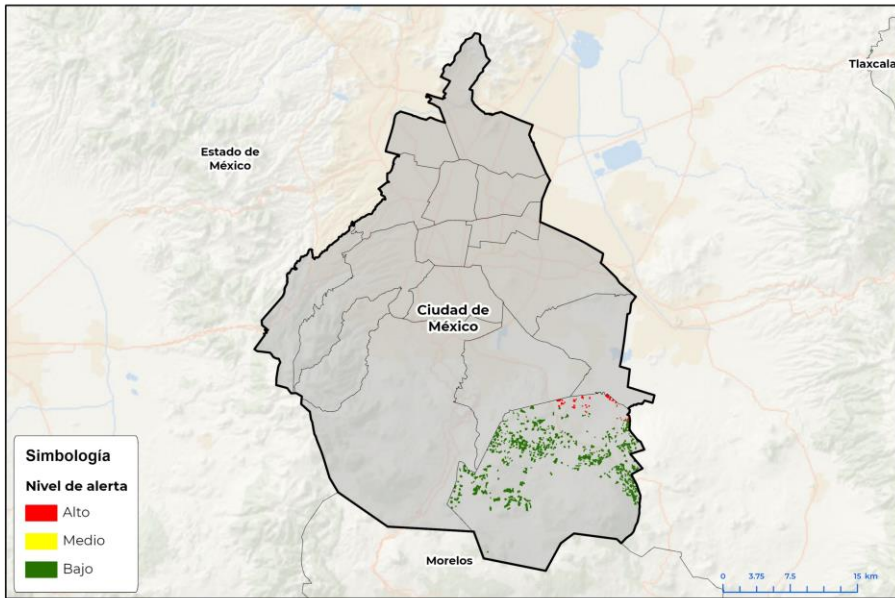 Tlaxcala
Estado de
México
Ciudad de
México
Simbología
Nivel de alerta
Alto
Medio
Bajo
Morelos
0 3.75 7.5 15 km